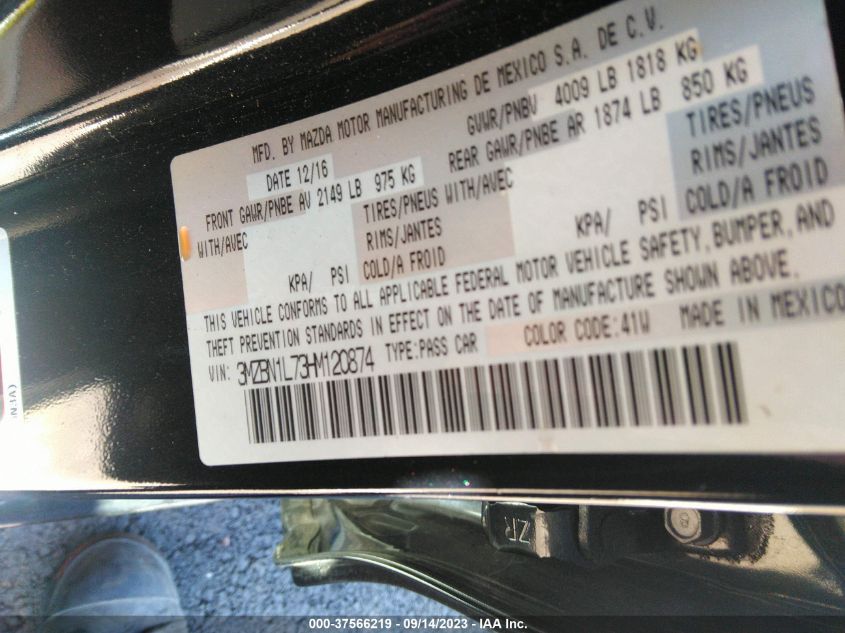 MFD. BY MAZDA MOTOR MANUFACTURING DE MEXICO S.A. DE C.V.
DATE 12/16 GVWR/PNBV 4009 LB 1818 KG
FRONT GAWR/PNBE AV 2149 LB 975 KG REAR GAWR/PNBE AR 1874 LB 850 KG
WITH/AVEC TIRES/PNEUS WITH/AVEC TIRES/PNEUS
RIMS/JANTES RIMS/JANTES
KPA/ PSI COLD/A FROID KPA/ PSI COLD/A FROID
THIS VEHICLE CONFORMS TO ALL APPLICABLE FEDERAL MOTOR VEHICLE SAFETY, BUMPER, AND
THEFT PREVENTION STANDARDS IN EFFECT ON THE DATE OF MANUFACTURE SHOWN ABOVE.
VIN: 3MZBN1L73HM120874 TYPE:PASS CAR COLOR CODE:41W MADE IN MEXICO
ZR
000-37566219 - 09/14/2023 - IAA Inc.